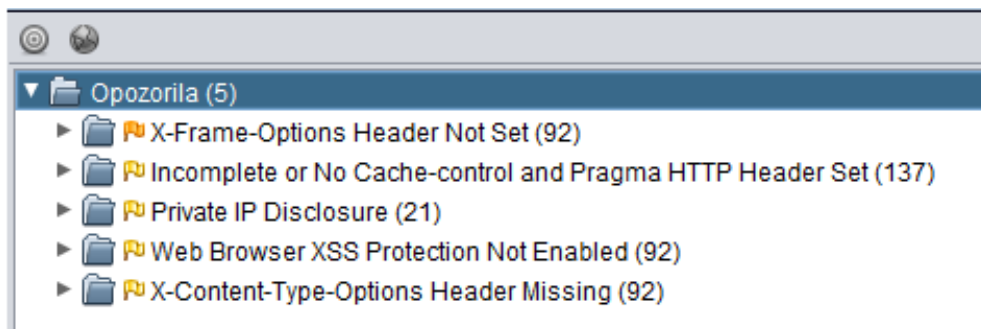 Opozorila (5)
X-Frame-Options Header Not Set (92)
Incomplete or No Cache-control and Pragma HTTP Header Set (137)
Private IP Disclosure (21)
Web Browser XSS Protection Not Enabled (92)
X-Content-Type-Options Header Missing (92)